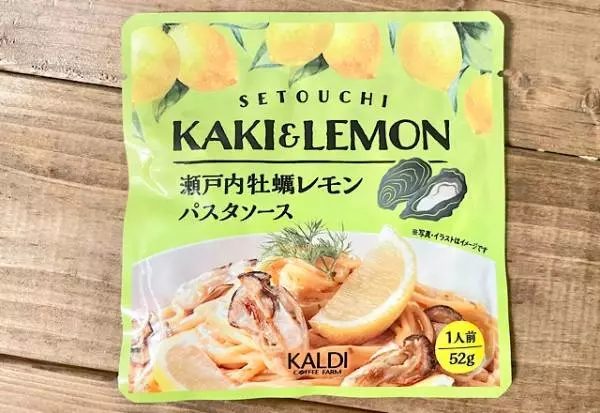 SETOUCHI
KAKI&LEMON
瀬戸内牡蠣レモン
パスタソース
※写真・イラストはイメージです
1人前
52g
KALDI
COFFEE FARM